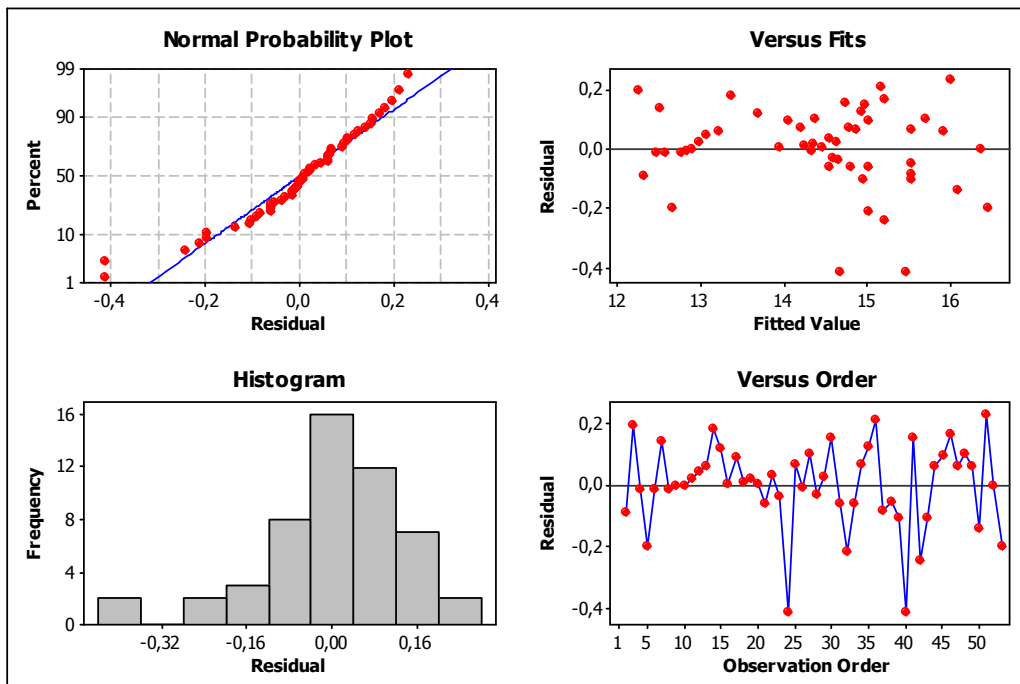 Normal Probability Plot
99
90
50
10
1
Percent
-0,4 -0,2 0,0 0,2 0,4
Residual
Versus Fits
0,2
0,0
-0,2
-0,4
Residual
12 13 14 15 16
Fitted Value
Histogram
16
12
8
4
0
Frequency
-0,32 -0,16 0,00 0,16
Residual
Versus Order
0,2
0,0
-0,2
-0,4
Residual
1 5 10 15 20 25 30 35 40 45 50
Observation Order